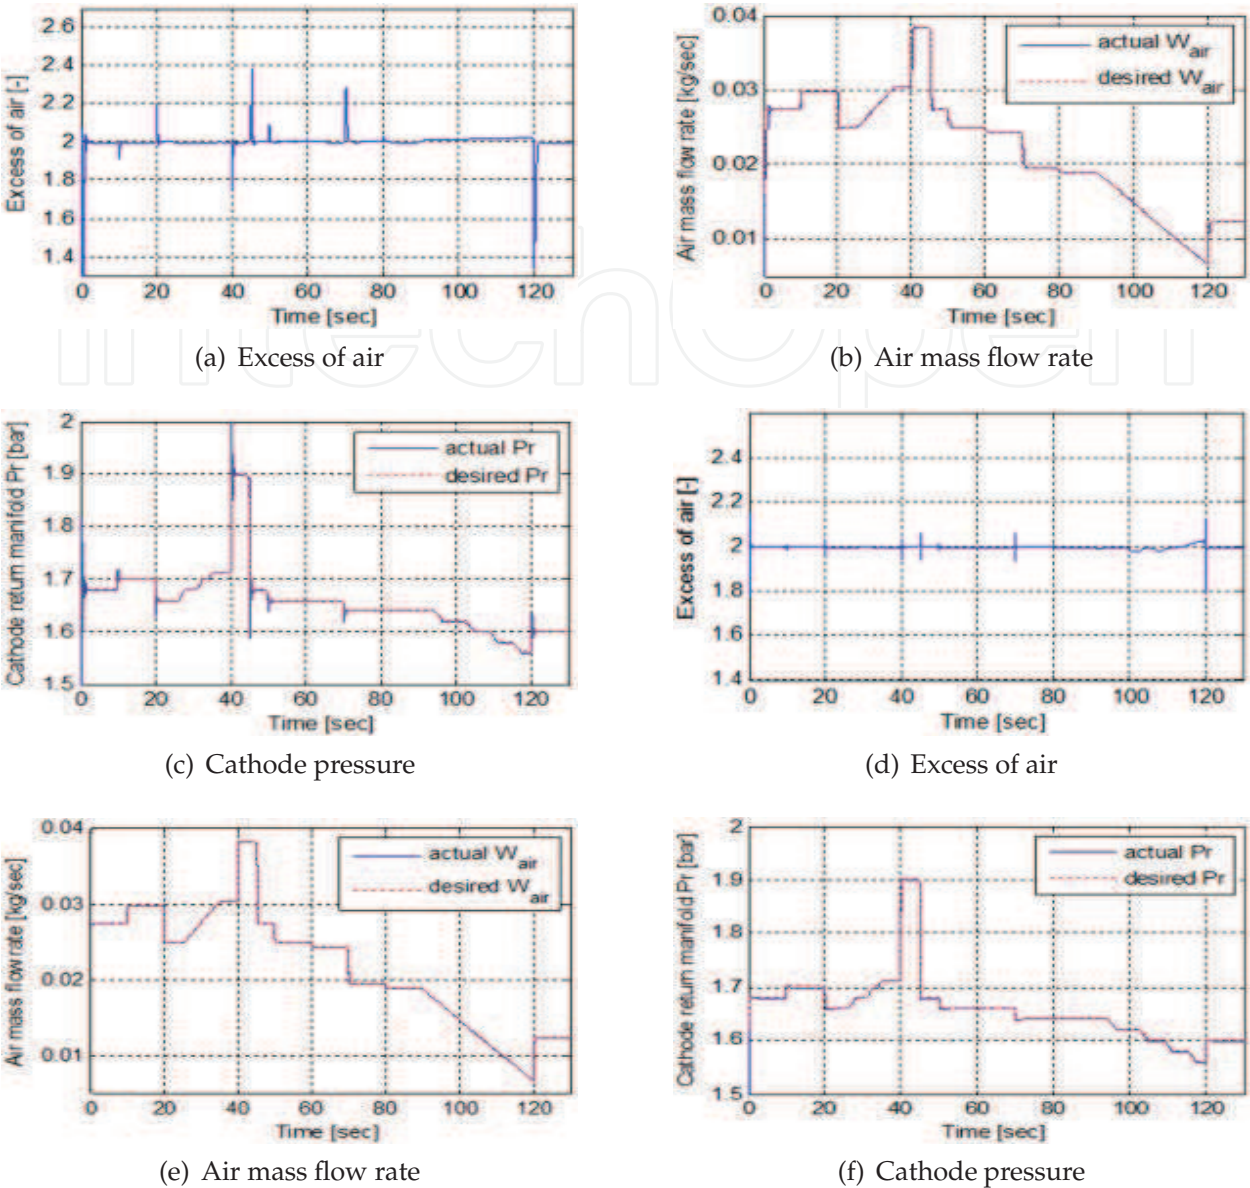 2.6
2.4
2.2
2
1.8
1.6
1.4
Excess of air [-]
0 20 40 60 80 100 120
Time [sec]
(a) Excess of air
0.04
0.03
0.02
0.01
Air mass flow rate [kg/sec]
actual Wair
desired Wair
0 20 40 60 80 100 120
Time [sec]
(b) Air mass flow rate
2
1.9
1.8
1.7
1.6
1.5
Cathode return manifold Pr [bar]
actual Pr
desired Pr
0 20 40 60 80 100 120
Time [sec]
(c) Cathode pressure
2.4
2.2
2
1.8
1.6
1.4
Excess of air [-]
0 20 40 60 80 100 120
Time [sec]
(d) Excess of air
0.04
0.03
0.02
0.01
Air mass flow rate [kg/sec]
actual Wair
desired Wair
0 20 40 60 80 100 120
Time [sec]
(e) Air mass flow rate
2
1.9
1.8
1.7
1.6
1.5
Cathode return manifold Pr [bar]
actual Pr
desired Pr
0 20 40 60 80 100 120
Time [sec]
(f) Cathode pressure
intechopen